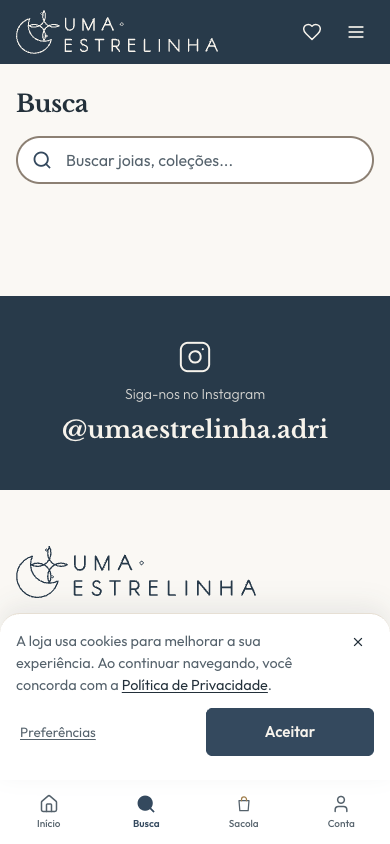 UMA
ESTRELINHA
Busca
Buscar joias, coleções...
Siga-nos no Instagram
@umaestrelinha.adri
UMA
ESTRELINHA
A loja usa cookies para melhorar a sua
experiência. Ao continuar navegando, você
concorda com a Política de Privacidade.
Preferências
Aceitar
Início
Busca
Sacola
Conta